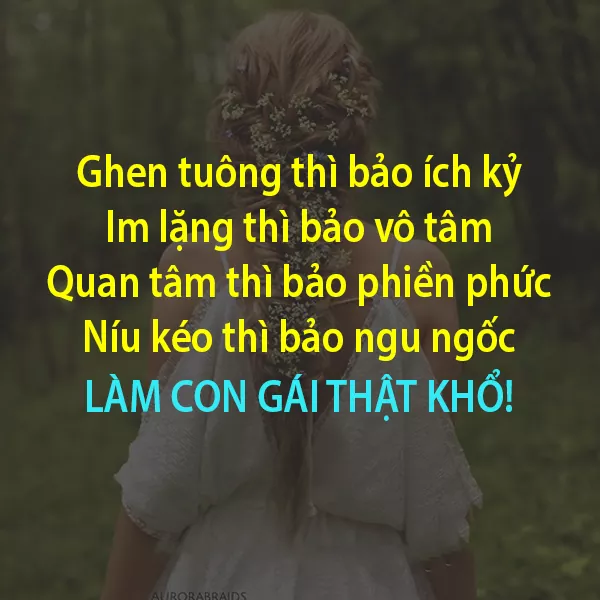 Ghen tuông thì bảo ích kỷ
Im lặng thì bảo vô tâm
Quan tâm thì bảo phiền phức
Níu kéo thì bảo ngu ngốc
LÀM CON GÁI THẬT KHỔ!
AURORABRAIDS